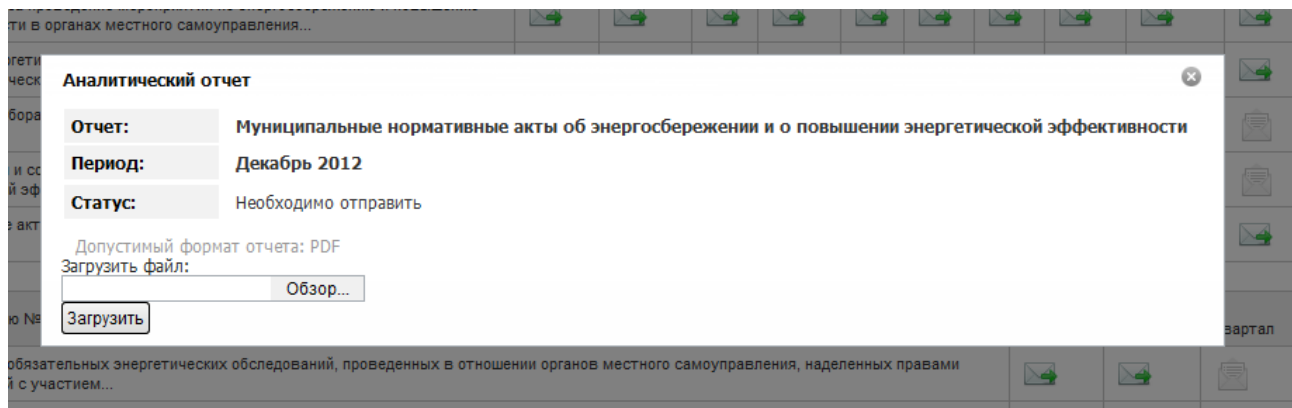 ти в органах местного самоуправления...
Аналитический отчет
Отчет: Муниципальные нормативные акты об энергосбережении и о повышении энергетической эффективности
Период: Декабрь 2012
Статус: Необходимо отправить
Допустимый формат отчета: PDF
Загрузить файл:
Обзор...
Загрузить
ю №
вартал
обязательных энергетических обследований, проведенных в отношении органов местного самоуправления, наделенных правами
й с участием...